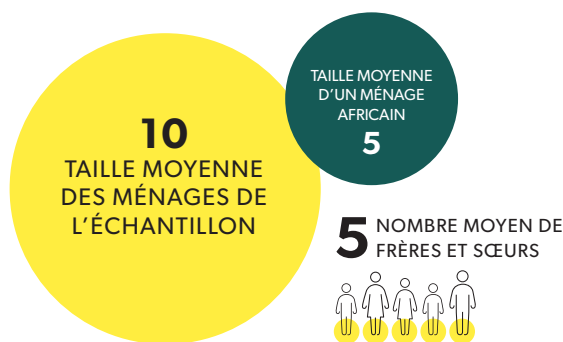 10
TAILLE MOYENNE
DES MÉNAGES DE
L'ÉCHANTILLON
TAILLE MOYENNE
D'UN MÉNAGE
AFRICAIN
5
5 NOMBRE MOYEN DE
FRÈRES ET SŒURS